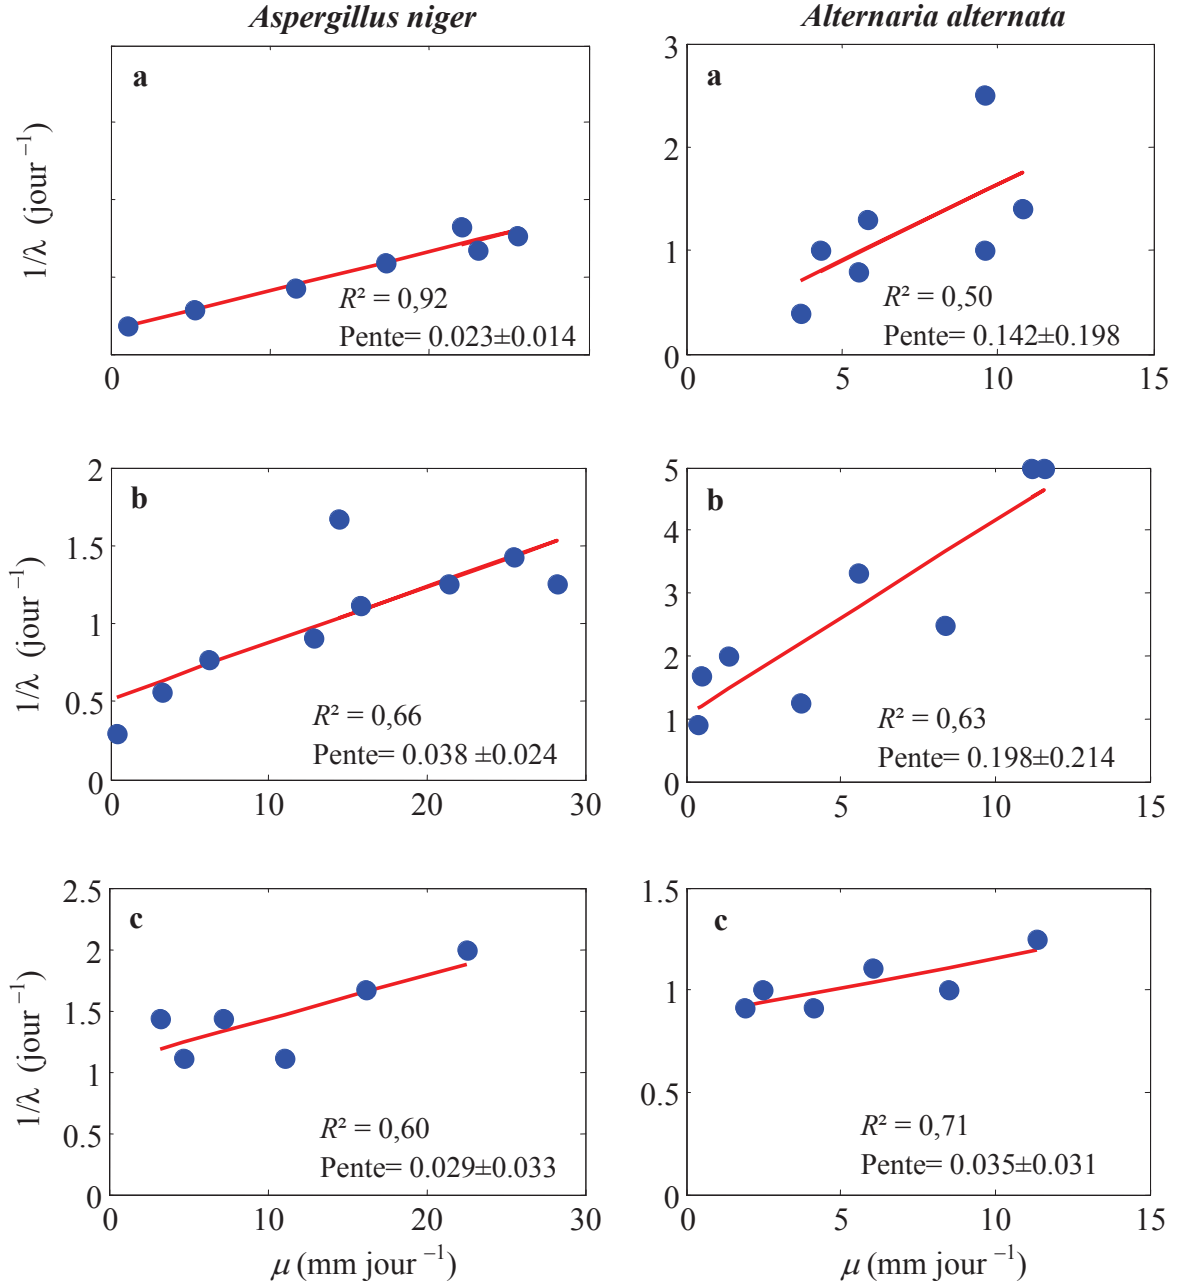 Aspergillus niger
Alternaria alternata
a
1/λ (jour −1)
R² = 0,92
Pente= 0.023±0.014
0
10
20
30
a
3
2
1
0
R² = 0,50
Pente= 0.142±0.198
0
5
10
15
b
1/λ (jour −1)
2
1.5
1
0.5
0
R² = 0,66
Pente= 0.038 ±0.024
0
10
20
30
b
5
4
3
2
1
0
R² = 0,63
Pente= 0.198±0.214
0
5
10
15
c
1/λ (jour −1)
2.5
2
1.5
1
0.5
0
R² = 0,60
Pente= 0.029±0.033
0
10
20
30
μ (mm jour −1)
c
1.5
1
0.5
0
R² = 0,71
Pente= 0.035±0.031
0
5
10
15
μ (mm jour −1)